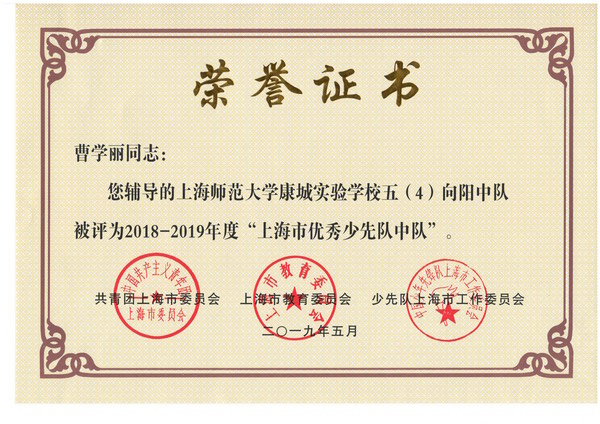 荣誉证书
曹学丽同志：
您辅导的上海师范大学康城实验学校五（4）向阳中队
被评为2018-2019年度“上海市优秀少先队中队”。
共青团上海市委员会 上海市教育委员会 少先队上海市工作委员会
二〇一九年五月
中国共产主义青年团
上海市委员会
上海市教育委员会
中国少年先锋队上海市工作委员会